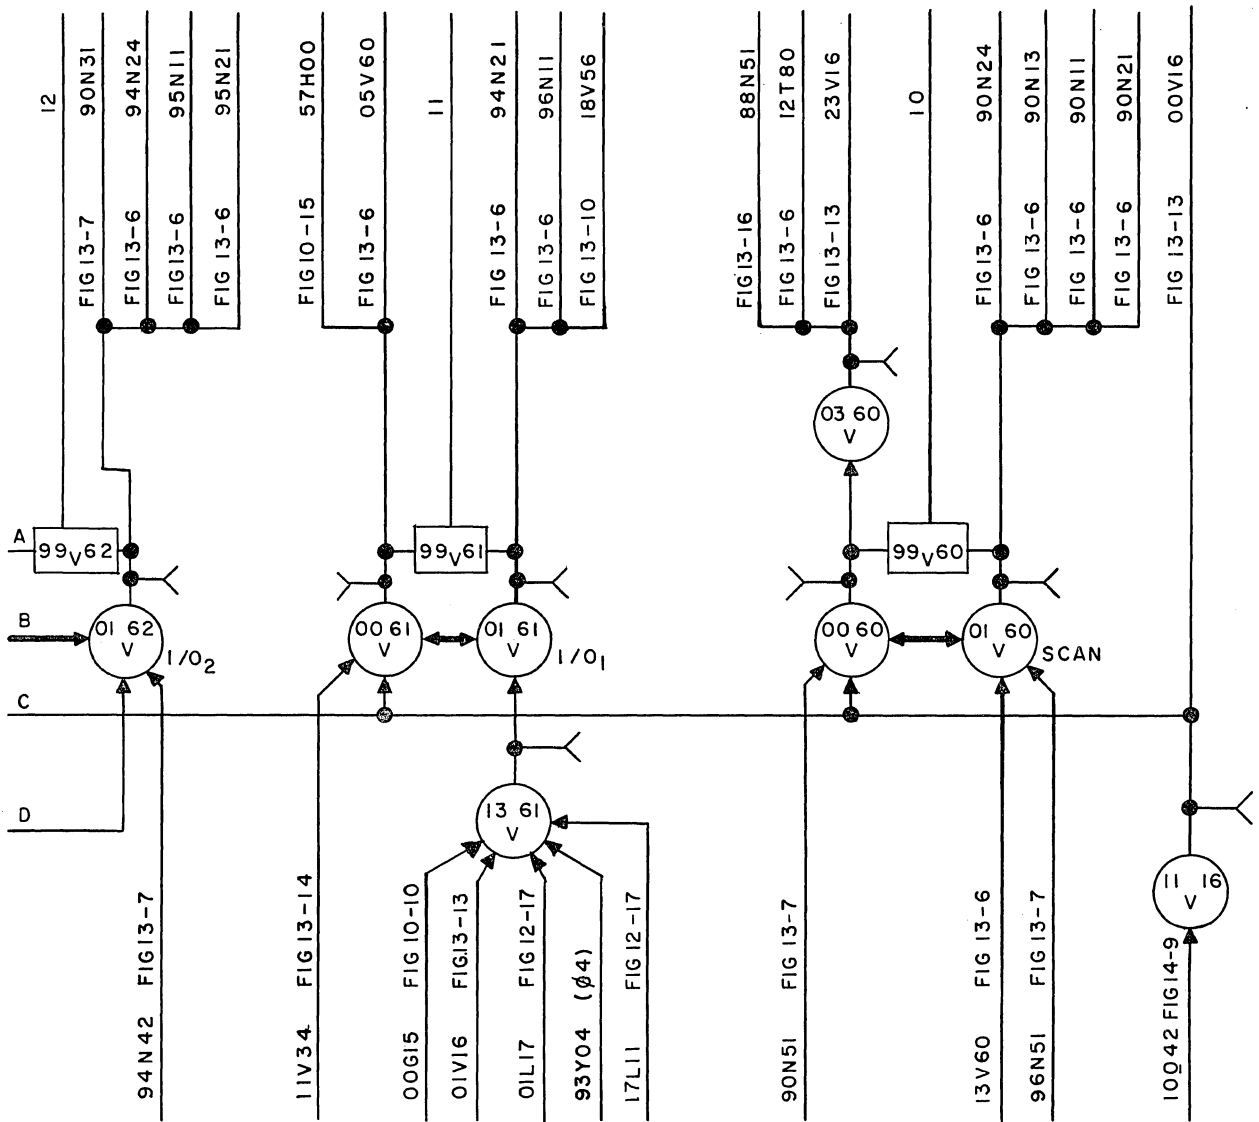 12
90N31 FIG 13-7
94N24 FIG 13-6
95N11 FIG 13-6
95N21 FIG 13-6
57H00 FIG 10-15
05V60 FIG 13-6
11
94N21 FIG 13-6
96N11 FIG 13-6
18V56 FIG 13-10
88N51 FIG 13-16
12T80 FIG 13-6
23V16 FIG 13-13
10
90N24 FIG 13-6
90N13 FIG 13-6
90N11 FIG 13-6
90N21 FIG 13-6
00V16 FIG 13-13
03 60
V
A
99V62
99V61
99V60
B
01 62
V
I/O2
00 61
V
01 61
V
I/O1
00 60
V
01 60
V
SCAN
C
D
13 61
V
11 16
V
94N42 FIG 13-7
11V34 FIG 13-14
00G15 FIG 10-10
01V16 FIG.13-13
01L17 FIG 12-17
93Y04 (ϕ4)
17L11 FIG 12-17
90N51 FIG 13-7
13V60 FIG 13-6
96N51 FIG 13-7
10O42 FIG 14-9